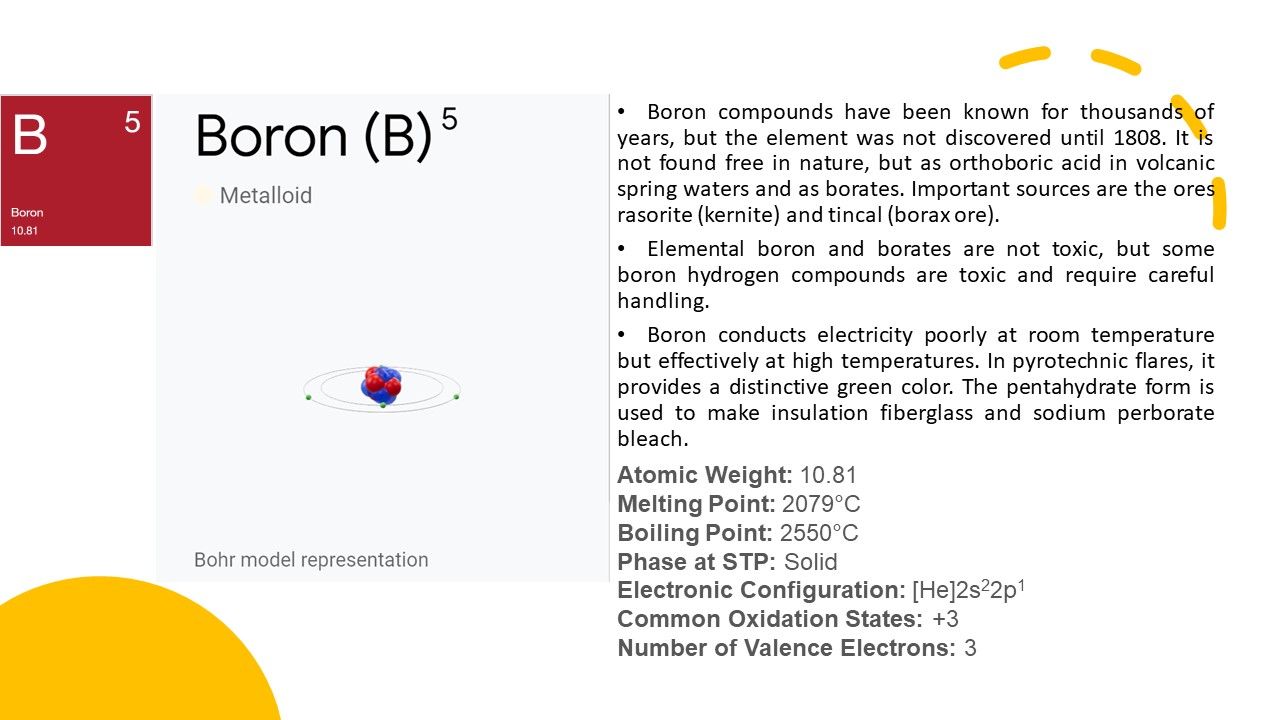 B 5
Boron
10.81
Boron (B) 5
Metalloid
Bohr model representation
• Boron compounds have been known for thousands of
years, but the element was not discovered until 1808. It is
not found free in nature, but as orthoboric acid in volcanic
spring waters and as borates. Important sources are the ores
rasorite (kernite) and tincal (borax ore).
• Elemental boron and borates are not toxic, but some
boron hydrogen compounds are toxic and require careful
handling.
• Boron conducts electricity poorly at room temperature
but effectively at high temperatures. In pyrotechnic flares, it
provides a distinctive green color. The pentahydrate form is
used to make insulation fiberglass and sodium perborate
bleach.
Atomic Weight: 10.81
Melting Point: 2079°C
Boiling Point: 2550°C
Phase at STP: Solid
Electronic Configuration: [He]2s²2p¹
Common Oxidation States: +3
Number of Valence Electrons: 3